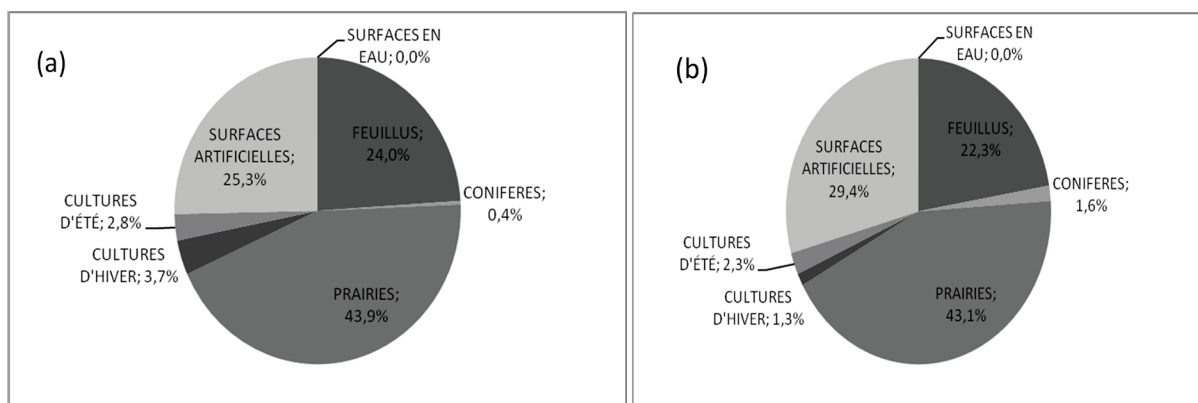 (a)
SURFACES EN
EAU; 0,0%
FEUILLUS;
24,0%
CONIFERES;
0,4%
PRAIRIES;
43,9%
CULTURES
D'HIVER; 3,7%
CULTURES
D'ÉTÉ; 2,8%
SURFACES
ARTIFICIELLES;
25,3%
(b)
SURFACES EN
EAU; 0,0%
FEUILLUS;
22,3%
CONIFERES;
1,6%
PRAIRIES;
43,1%
CULTURES
D'HIVER; 1,3%
CULTURES
D'ÉTÉ; 2,3%
SURFACES
ARTIFICIELLES;
29,4%